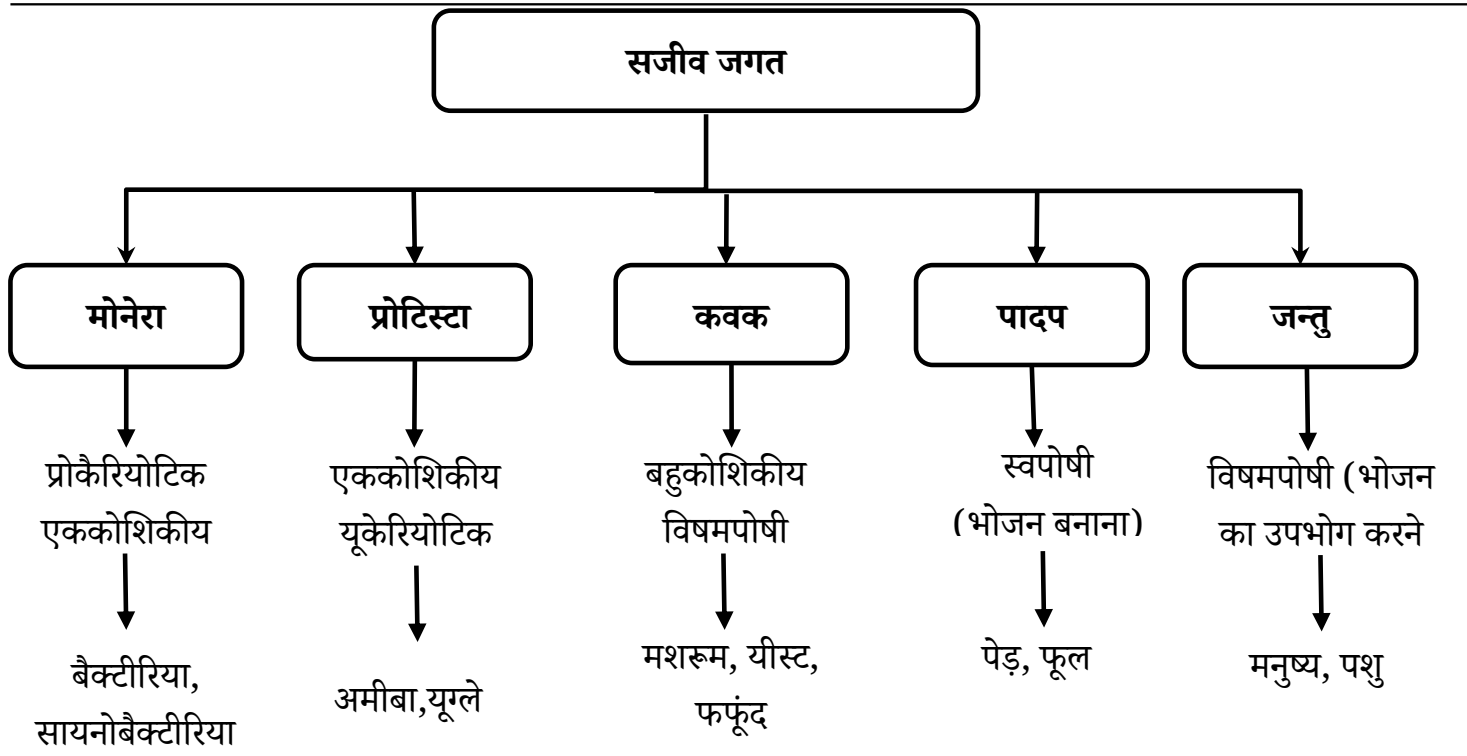 सजीव जगत
मोनेरा
प्रोटिस्टा
कवक
पादप
जन्तु
प्रोकैरियोटिक
एककोशिकीय
एककोशिकीय
यूकेरियोटिक
बहुकोशिकीय
विषमपोषी
स्वपोषी
(भोजन बनाना)
विषमपोषी (भोजन
का उपभोग करने
बैक्टीरिया,
सायनोबैक्टीरिया
अमीबा,यूग्ले
मशरूम, यीस्ट,
फफूंद
पेड़, फूल
मनुष्य, पशु